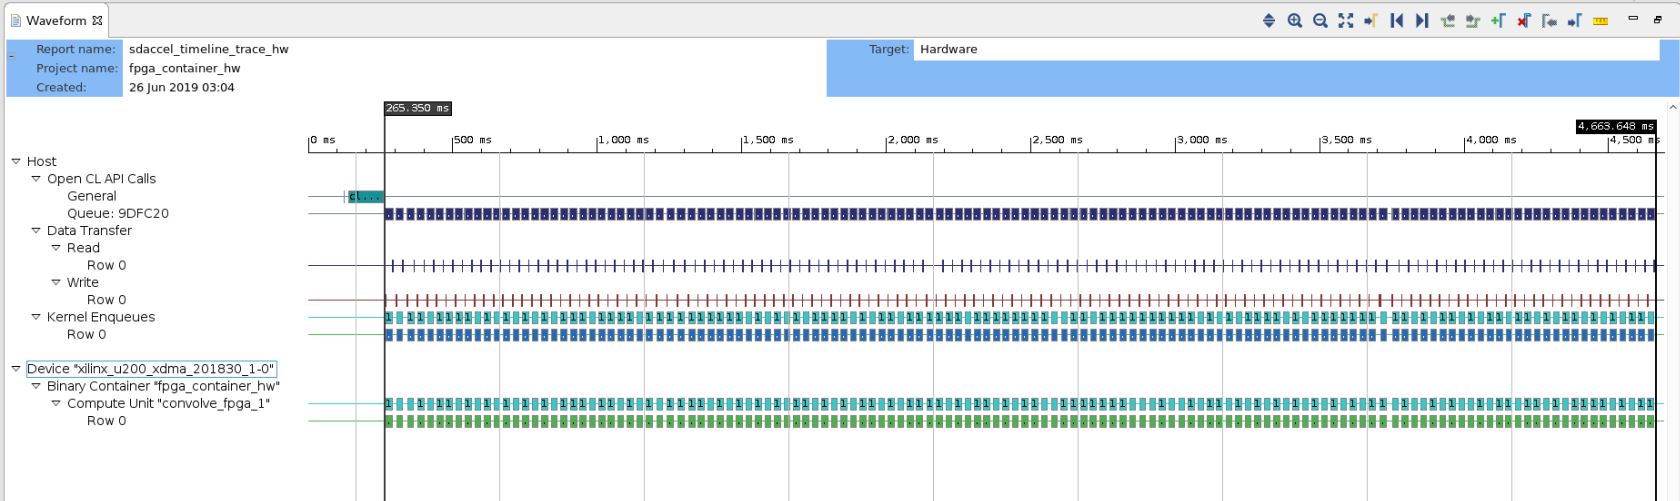 Waveform
Report name: sdaccel_timeline_trace_hw
Target: Hardware
Project name: fpga_container_hw
Created: 26 Jun 2019 03:04
265.350 ms
4,663.648 ms
0 ms 500 ms 1,000 ms 1,500 ms 2,000 ms 2,500 ms 3,000 ms 3,500 ms 4,000 ms 4,500 ms
Host
Open CL API Calls
General cl...
Queue: 9DFC20
Data Transfer
Read
Row 0
Write
Row 0
Kernel Enqueues
Row 0
Device "xilinx_u200_xdma_201830_1-0"
Binary Container "fpga_container_hw"
Compute Unit "convolve_fpga_1"
Row 0